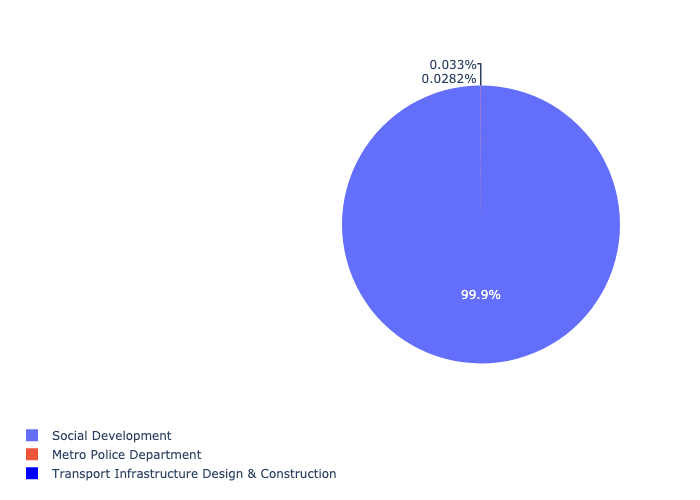 0.033%
0.0282%
99.9%
Social Development
Metro Police Department
Transport Infrastructure Design & Construction